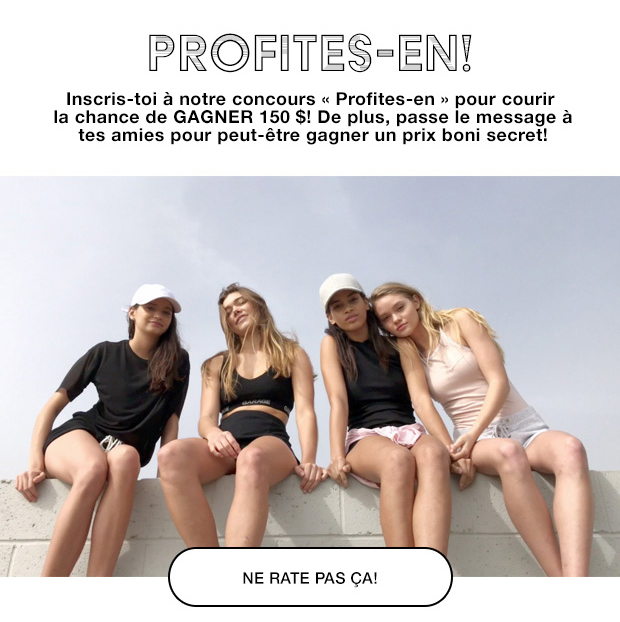 PROFITES-EN!
Inscris-toi à notre concours « Profites-en » pour courir
la chance de GAGNER 150 $! De plus, passe le message à
tes amies pour peut-être gagner un prix boni secret!
GARAGE
NE RATE PAS ÇA!